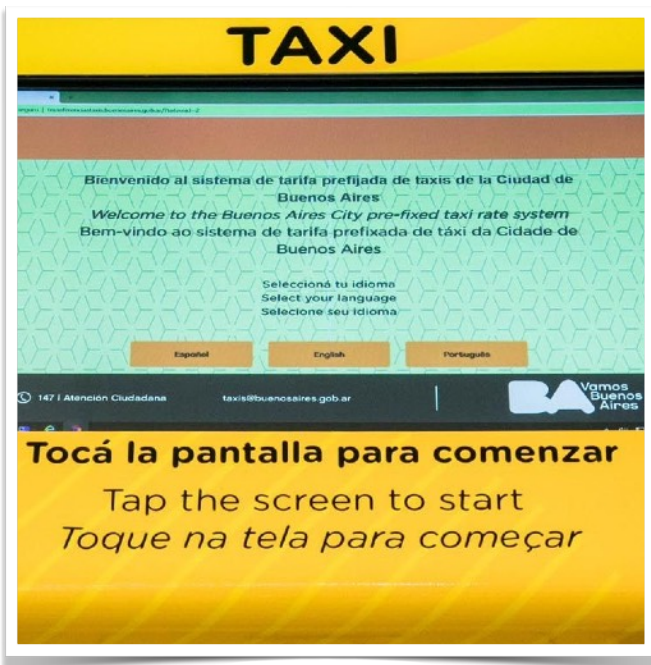 TAXI
Bienvenido al sistema de tarifa prefijada de taxis de la Ciudad de
Buenos Aires
Welcome to the Buenos Aires City pre-fixed taxi rate system
Bem-vindo ao sistema de tarifa prefixada de táxi da Cidade de
Buenos Aires
Seleccioná tu idioma
Select your language
Selecione seu idioma
Español English Português
147 | Atención Ciudadana taxis@buenosaires.gob.ar BA Vamos
Buenos
Aires
Tocá la pantalla para comenzar
Tap the screen to start
Toque na tela para começar